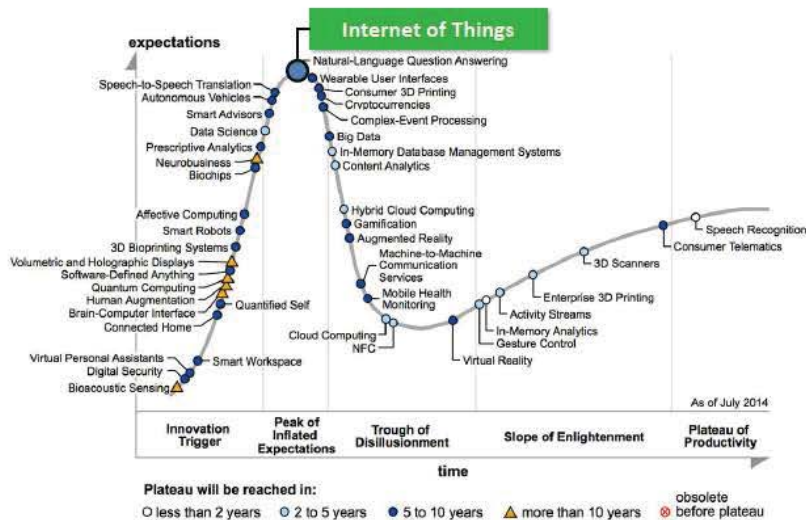 Internet of Things
expectations
Natural-Language Question Answering
Wearable User Interfaces
Speech-to-Speech Translation
Consumer 3D Printing
Autonomous Vehicles
Cryptocurrencies
Smart Advisors
Complex-Event Processing
Data Science
Big Data
Prescriptive Analytics
In-Memory Database Management Systems
Neurobusiness
Content Analytics
Biochips
Hybrid Cloud Computing
Affective Computing
Gamification
Smart Robots
Augmented Reality
Speech Recognition
Consumer Telematics
3D Bioprinting Systems
Machine-to-Machine
Communication
Services
Volumetric and Holographic Displays
3D Scanners
Software-Defined Anything
Quantum Computing
Mobile Health
Monitoring
Human Augmentation
Quantified Self
Enterprise 3D Printing
Brain-Computer Interface
Activity Streams
Connected Home
In-Memory Analytics
Cloud Computing
Gesture Control
NFC
Virtual Reality
Virtual Personal Assistants
Smart Workspace
Digital Security
Bioacoustic Sensing
As of July 2014
Innovation
Trigger
Peak of
Inflated
Expectations
Trough of
Disillusionment
Slope of Enlightenment
Plateau of
Productivity
time
Plateau will be reached in:
less than 2 years
2 to 5 years
5 to 10 years
more than 10 years
obsolete
before plateau